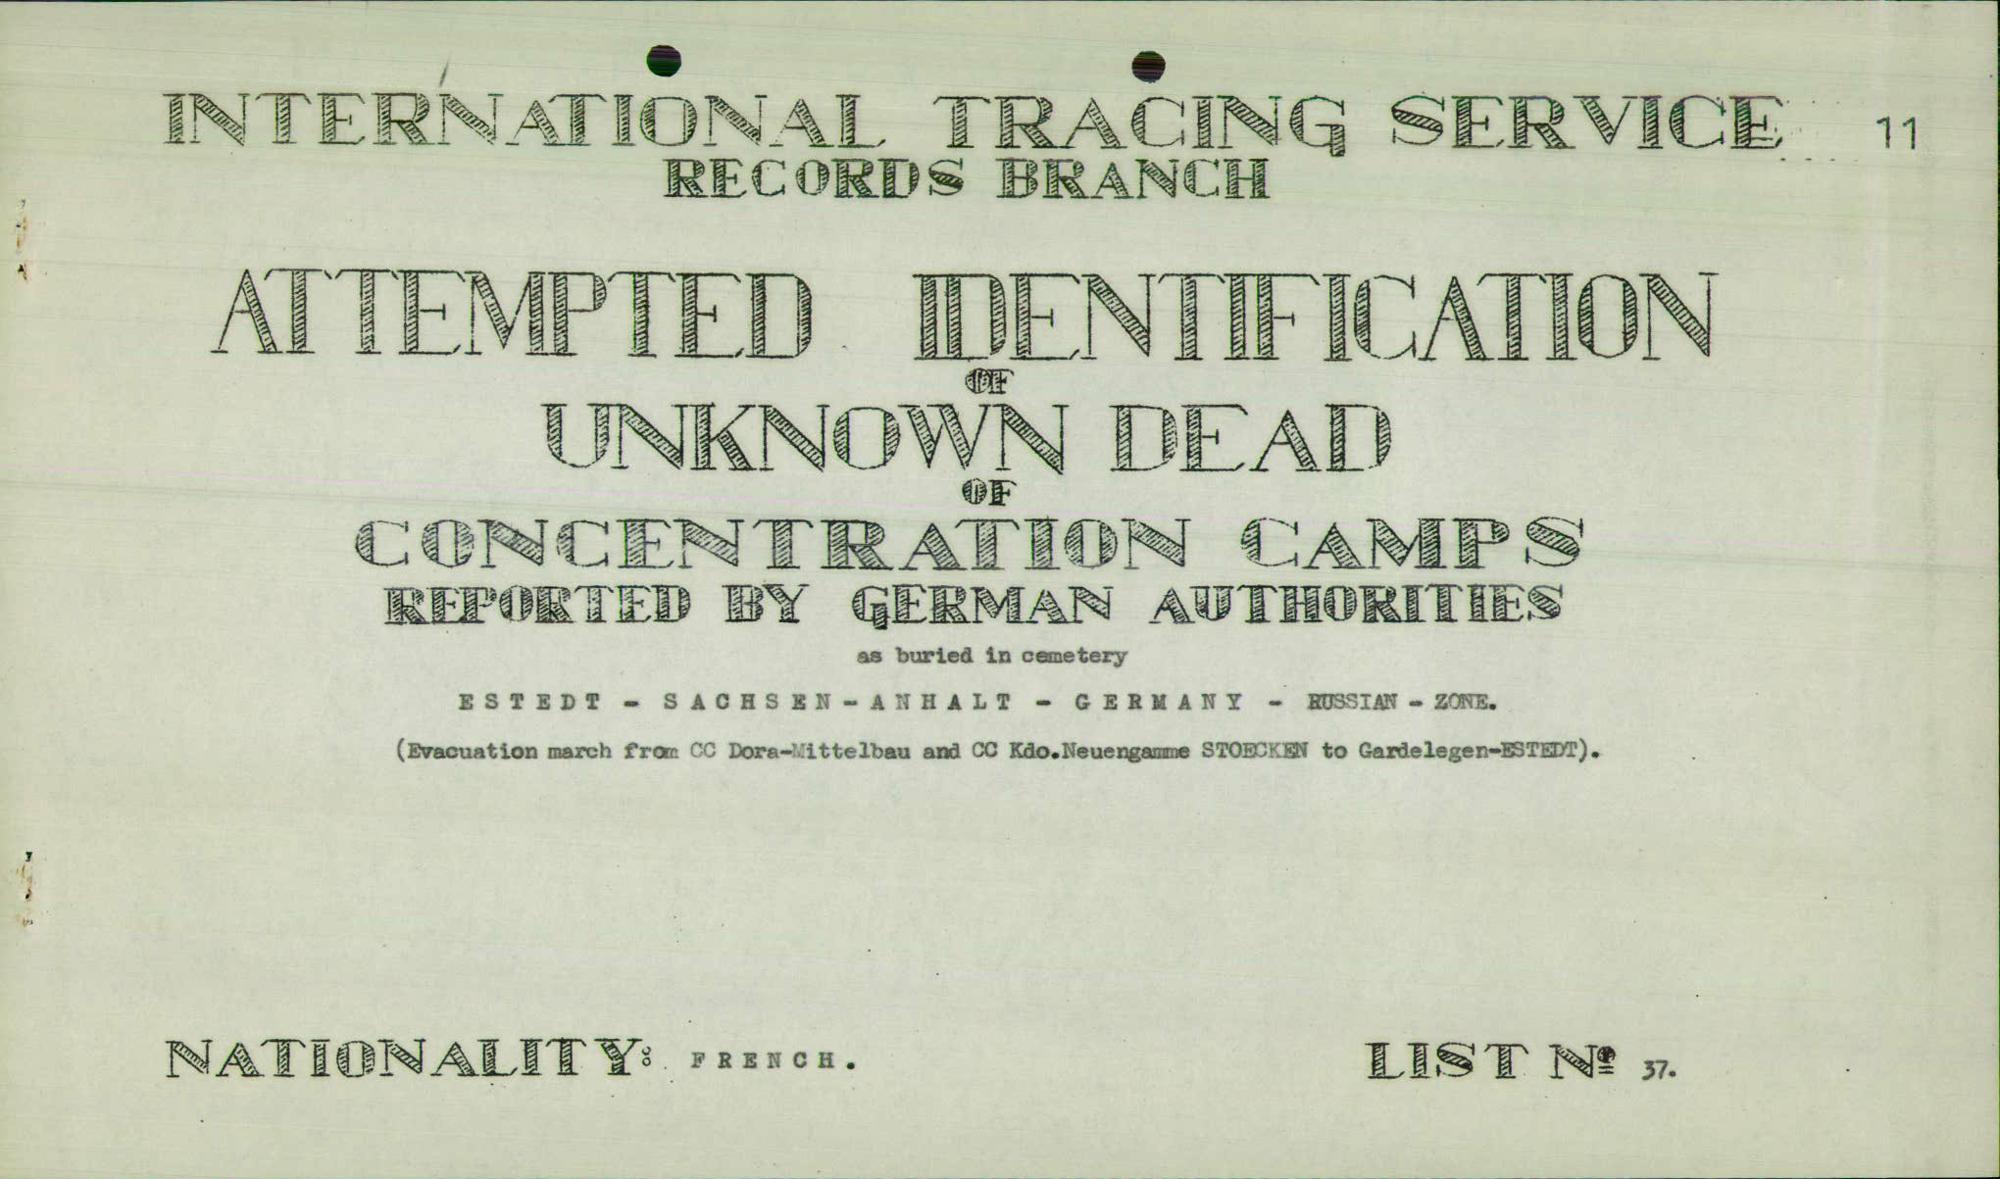 INTERNATIONAL TRACING SERVICE 11
RECORDS BRANCH
ATTEMPTED IDENTIFICATION
OF
UNKNOWN DEAD
OF
CONCENTRATION CAMPS
REPORTED BY GERMAN AUTHORITIES
as buried in cemetery
ESTEDT - SACHSEN-ANHALT - GERMANY - RUSSIAN - ZONE.
(Evacuation march from CC Dora-Mittelbau and CC Kdo.Neuengamme STOECKEN to Gardelegen-ESTEDT).
NATIONALITY: FRENCH. LIST Nº 37.